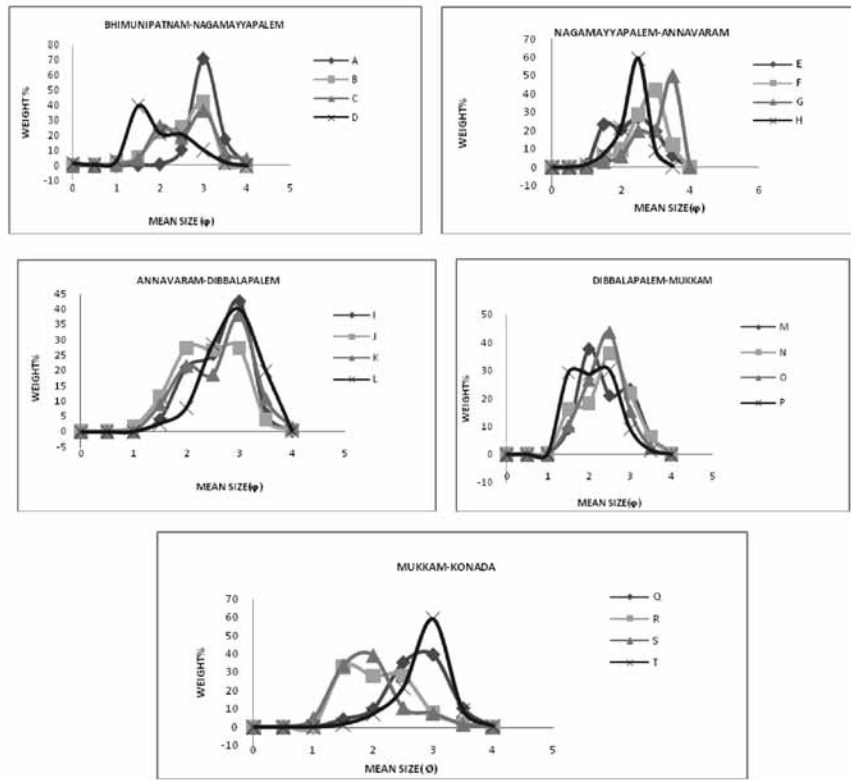 BHIMUNIPATNAM-NAGAMAYYAPALEM
80
70
60
50
40
30
20
10
0
-10
0 1 2 3 4 5
WEIGHT%
MEAN SIZE(φ)
A
B
C
D
NAGAMAYYAPALEM-ANNAVARAM
70
60
50
40
30
20
10
0
-10
0 2 4 6
WEIGHT%
MEAN SIZE(φ)
E
F
G
H
ANNAVARAM-DIBBALAPALEM
45
40
35
30
25
20
15
10
5
0
-5
0 1 2 3 4 5
WEIGHT%
MEAN SIZE(φ)
I
J
K
L
DIBBALAPALEM-MUKKAM
50
40
30
20
10
0
-10
0 1 2 3 4 5
WEIGHT%
MEAN SIZE(φ)
M
N
O
P
MUKKAM-KONADA
70
60
50
40
30
20
10
0
-10
0 1 2 3 4 5
WEIGHT%
MEAN SIZE(Ø)
Q
R
S
T